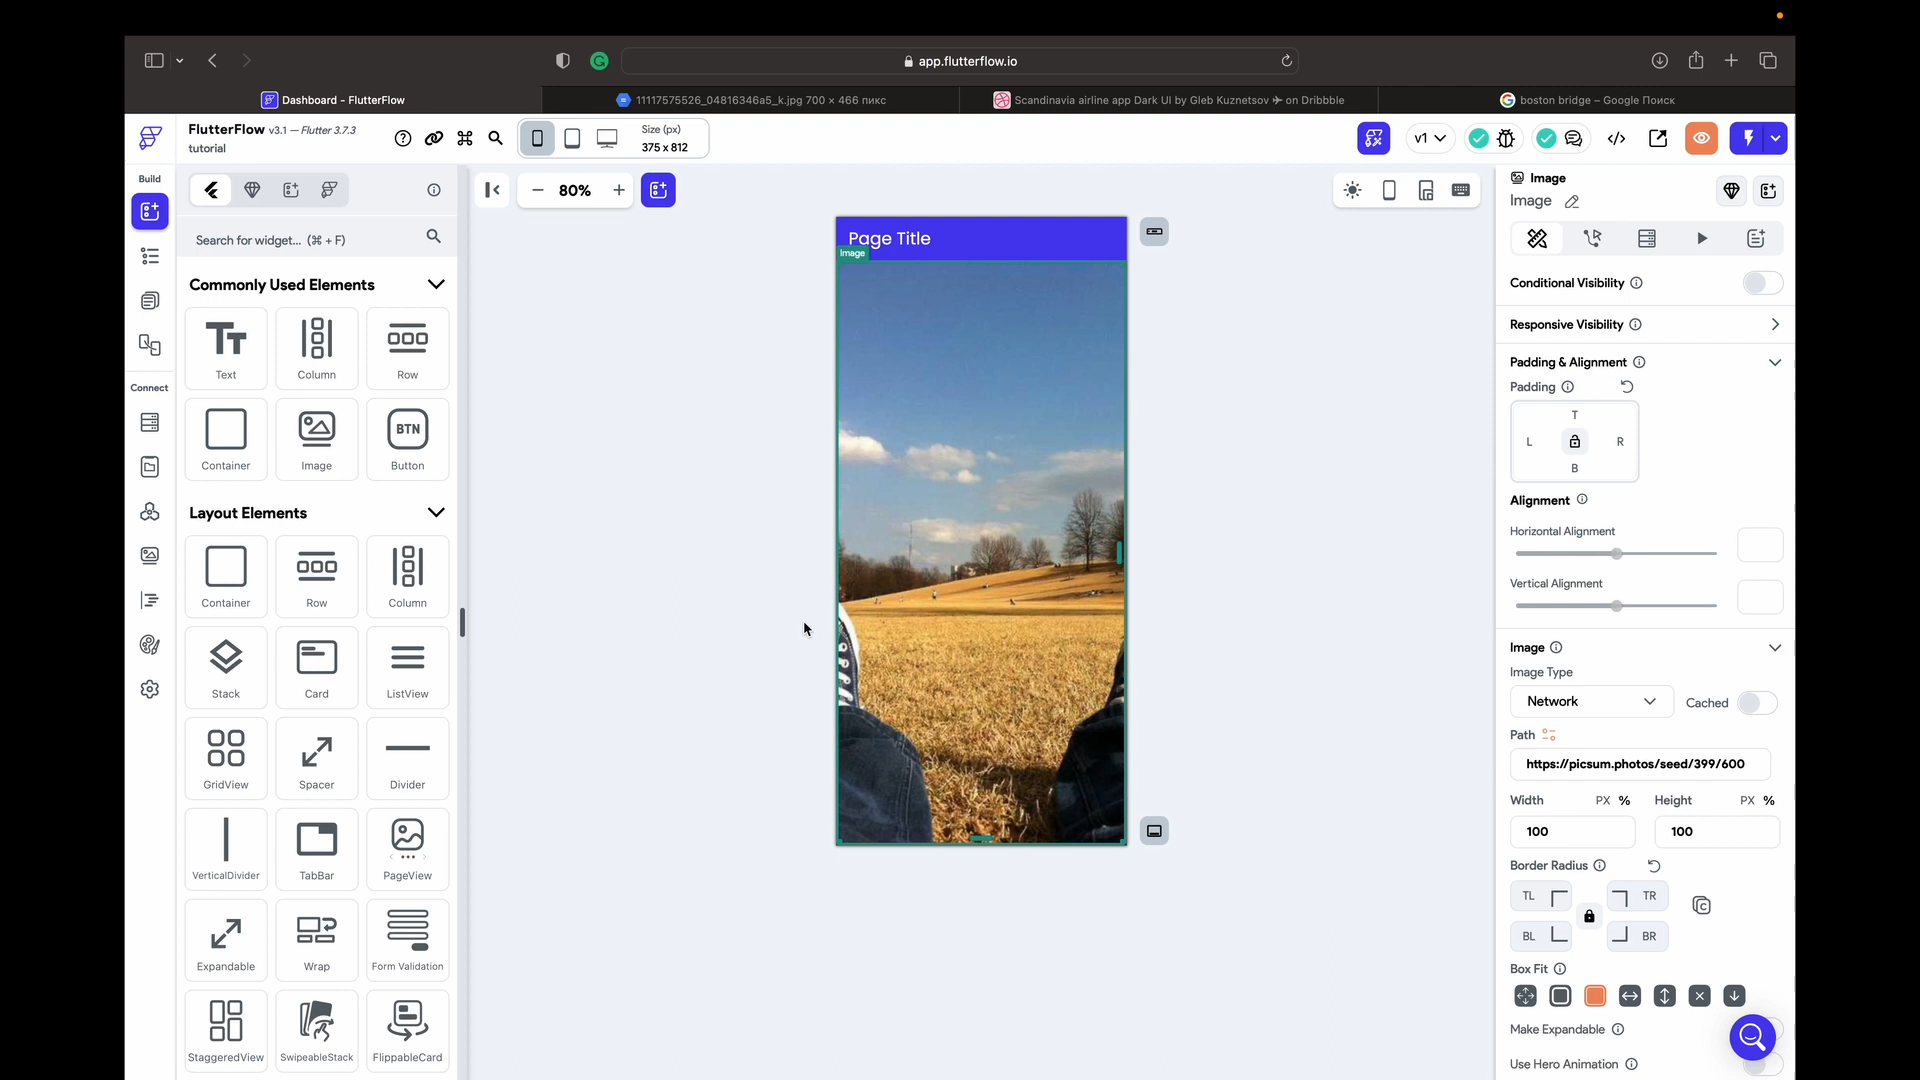 app.flutterflow.io
Dashboard - FlutterFlow
11117575526_04816346a5_k.jpg 700 × 466 пикс
Scandinavia airline app Dark UI by Gleb Kuznetsov ✈ on Dribbble
boston bridge – Google Поиск
FlutterFlow v3.1 — Flutter 3.7.3
tutorial
Size (px)
375 x 812
v1
Build
Connect
80%
Search for widget... (⌘ + F)
Commonly Used Elements
Text
Column
Row
Container
Image
BTN
Button
Layout Elements
Container
Row
Column
Stack
Card
ListView
GridView
Spacer
Divider
VerticalDivider
TabBar
PageView
Expandable
Wrap
Form Validation
StaggeredView
SwipeableStack
FlippableCard
Page Title
Image
Image
Image
Conditional Visibility
Responsive Visibility
Padding & Alignment
Padding
T
L
R
B
Alignment
Horizontal Alignment
Vertical Alignment
Image
Image Type
Network
Cached
Path
https://picsum.photos/seed/399/600
Width PX % Height PX %
100 100
Border Radius
TL TR
BL BR
Box Fit
Make Expandable
Use Hero Animation